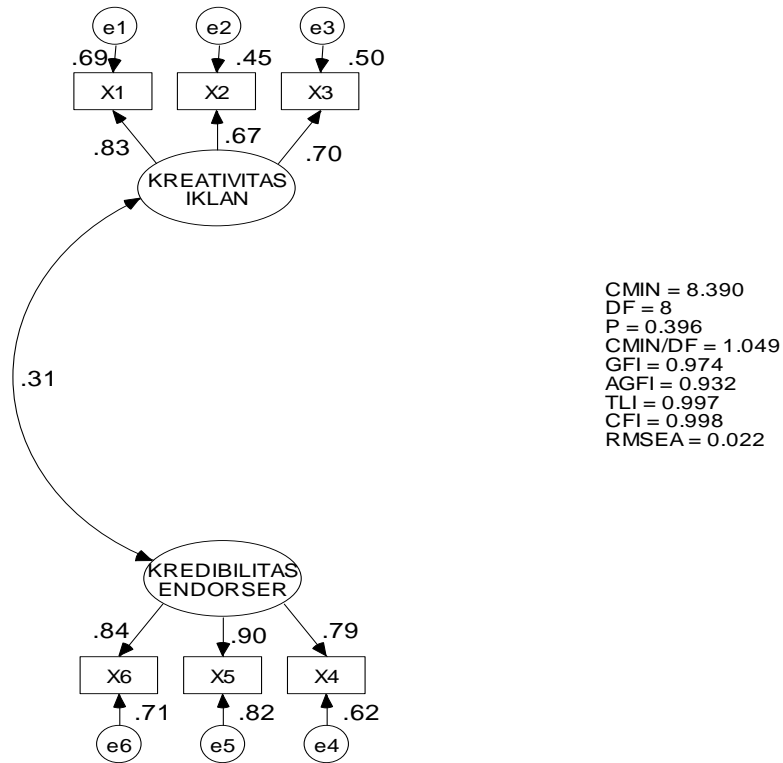 e1 e2 e3
.69 .45 .50
X1 X2 X3
.83 .67 .70
KREATIVITAS
IKLAN
CMIN = 8.390
DF = 8
P = 0.396
CMIN/DF = 1.049
GFI = 0.974
AGFI = 0.932
TLI = 0.997
CFI = 0.998
RMSEA = 0.022
.31
KREDIBILITAS
ENDORSER
.84 .90 .79
X6 X5 X4
.71 .82 .62
e6 e5 e4